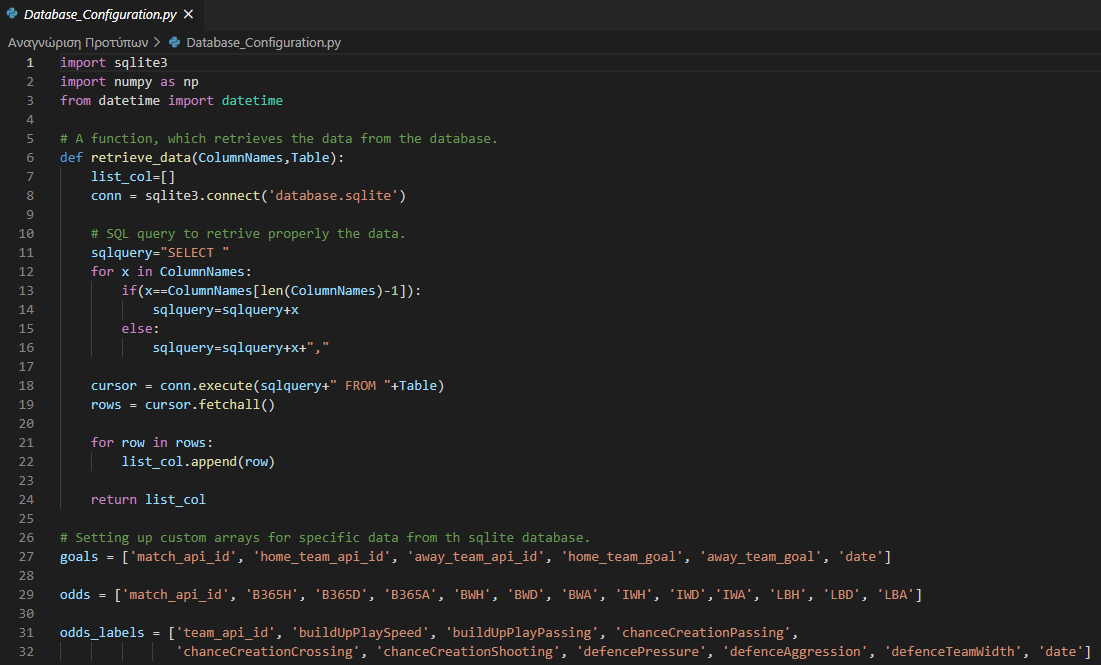 Database_Configuration.py
Αναγνώριση Προτύπων > Database_Configuration.py
1 import sqlite3
2 import numpy as np
3 from datetime import datetime
4
5 # A function, which retrieves the data from the database.
6 def retrieve_data(ColumnNames,Table):
7     list_col=[]
8     conn = sqlite3.connect('database.sqlite')
9
10     # SQL query to retrive properly the data.
11     sqlquery="SELECT "
12     for x in ColumnNames:
13         if(x==ColumnNames[len(ColumnNames)-1]):
14             sqlquery=sqlquery+x
15         else:
16             sqlquery=sqlquery+x+","
17
18     cursor = conn.execute(sqlquery+" FROM "+Table)
19     rows = cursor.fetchall()
20
21     for row in rows:
22         list_col.append(row)
23
24     return list_col
25
26 # Setting up custom arrays for specific data from th sqlite database.
27 goals = ['match_api_id', 'home_team_api_id', 'away_team_api_id', 'home_team_goal', 'away_team_goal', 'date']
28
29 odds = ['match_api_id', 'B365H', 'B365D', 'B365A', 'BWH', 'BWD', 'BWA', 'IWH', 'IWD','IWA', 'LBH', 'LBD', 'LBA']
30
31 odds_labels = ['team_api_id', 'buildUpPlaySpeed', 'buildUpPlayPassing', 'chanceCreationPassing',
32                'chanceCreationCrossing', 'chanceCreationShooting', 'defencePressure', 'defenceAggression', 'defenceTeamWidth', 'date']